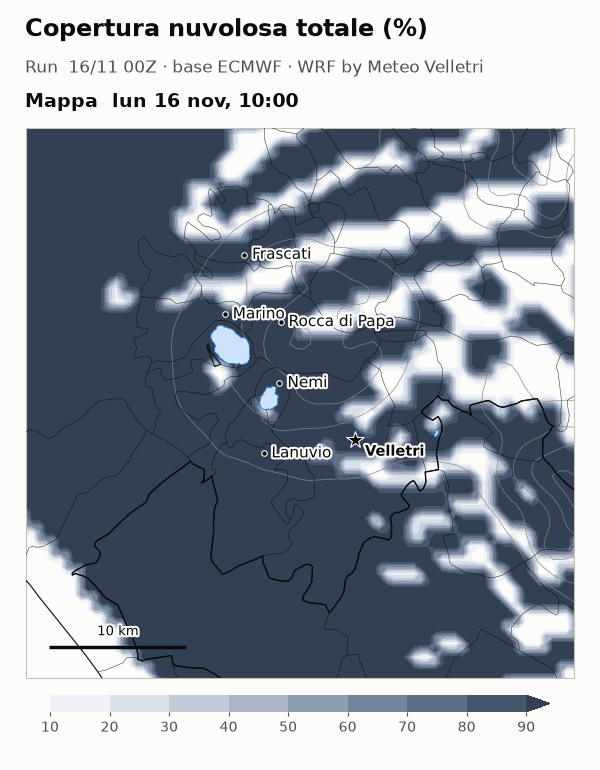 Copertura nuvolosa totale (%)
Run  16/11 00Z · base ECMWF · WRF by Meteo Velletri
Mappa  lun 16 nov, 10:00
Frascati
Marino
Rocca di Papa
Nemi
Velletri
Lanuvio
10 km
10 20 30 40 50 60 70 80 90